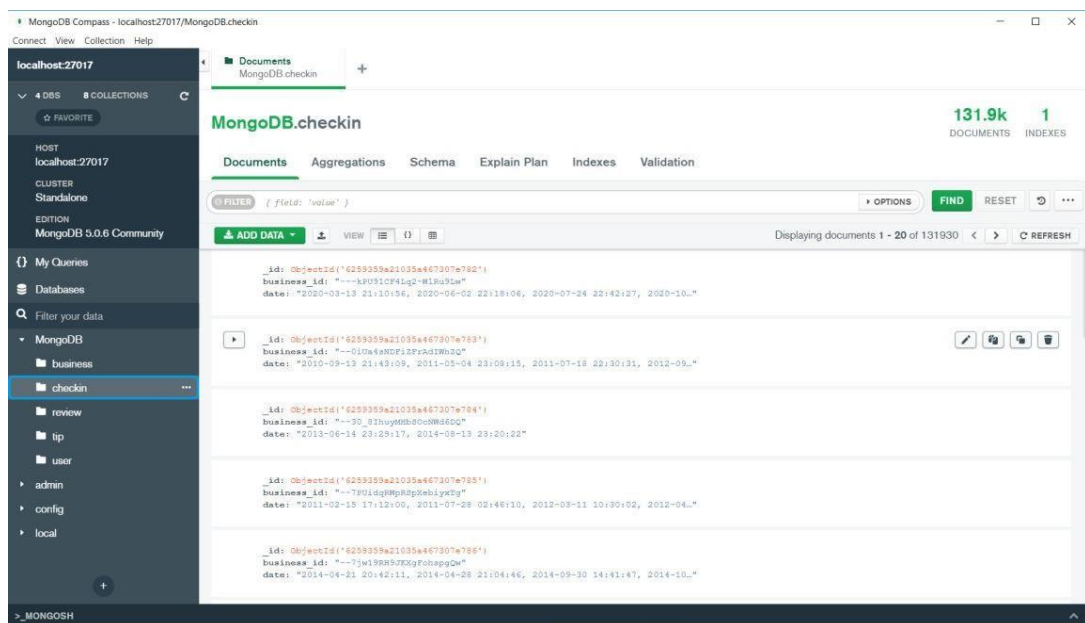 MongoDB Compass - localhost:27017/MongoDB.checkin
Connect View Collection Help
localhost:27017
4 DBS 8 COLLECTIONS
FAVORITE
HOST
localhost:27017
CLUSTER
Standalone
EDITION
MongoDB 5.0.6 Community
My Queries
Databases
Filter your data
MongoDB
business
checkin
review
tip
user
admin
config
local
>_MONGOSH
Documents
MongoDB.checkin
MongoDB.checkin
131.9k
DOCUMENTS
1
INDEXES
Documents Aggregations Schema Explain Plan Indexes Validation
FILTER { field: 'value' } OPTIONS FIND RESET
ADD DATA VIEW Displaying documents 1 - 20 of 131930 REFRESH
_id: ObjectId('6259359a21035a467307e782')
business_id:
date: "2020-03-13 21:10:56, 2020-06-02 22:18:06, 2020-07-24 22:42:27, 2020-10…"
_id: ObjectId('6259359a21035a467307e783')
business_id:
date: "2010-09-13 21:43:09, 2011-05-04 23:08:15, 2011-07-18 22:30:31, 2012-09…"
_id: ObjectId('6259359a21035a467307e784')
business_id:
date: "2013-06-14 23:29:17, 2014-08-13 23:20:22"
_id: ObjectId('6259359a21035a467307e785')
business_id:
date: "2011-02-15 17:12:00, 2011-07-28 02:46:10, 2012-03-11 10:30:02, 2012-04…"
_id: ObjectId('6259359a21035a467307e786')
business_id:
date: "2014-04-21 20:42:11, 2014-04-28 21:04:46, 2014-09-30 14:41:47, 2014-10…"